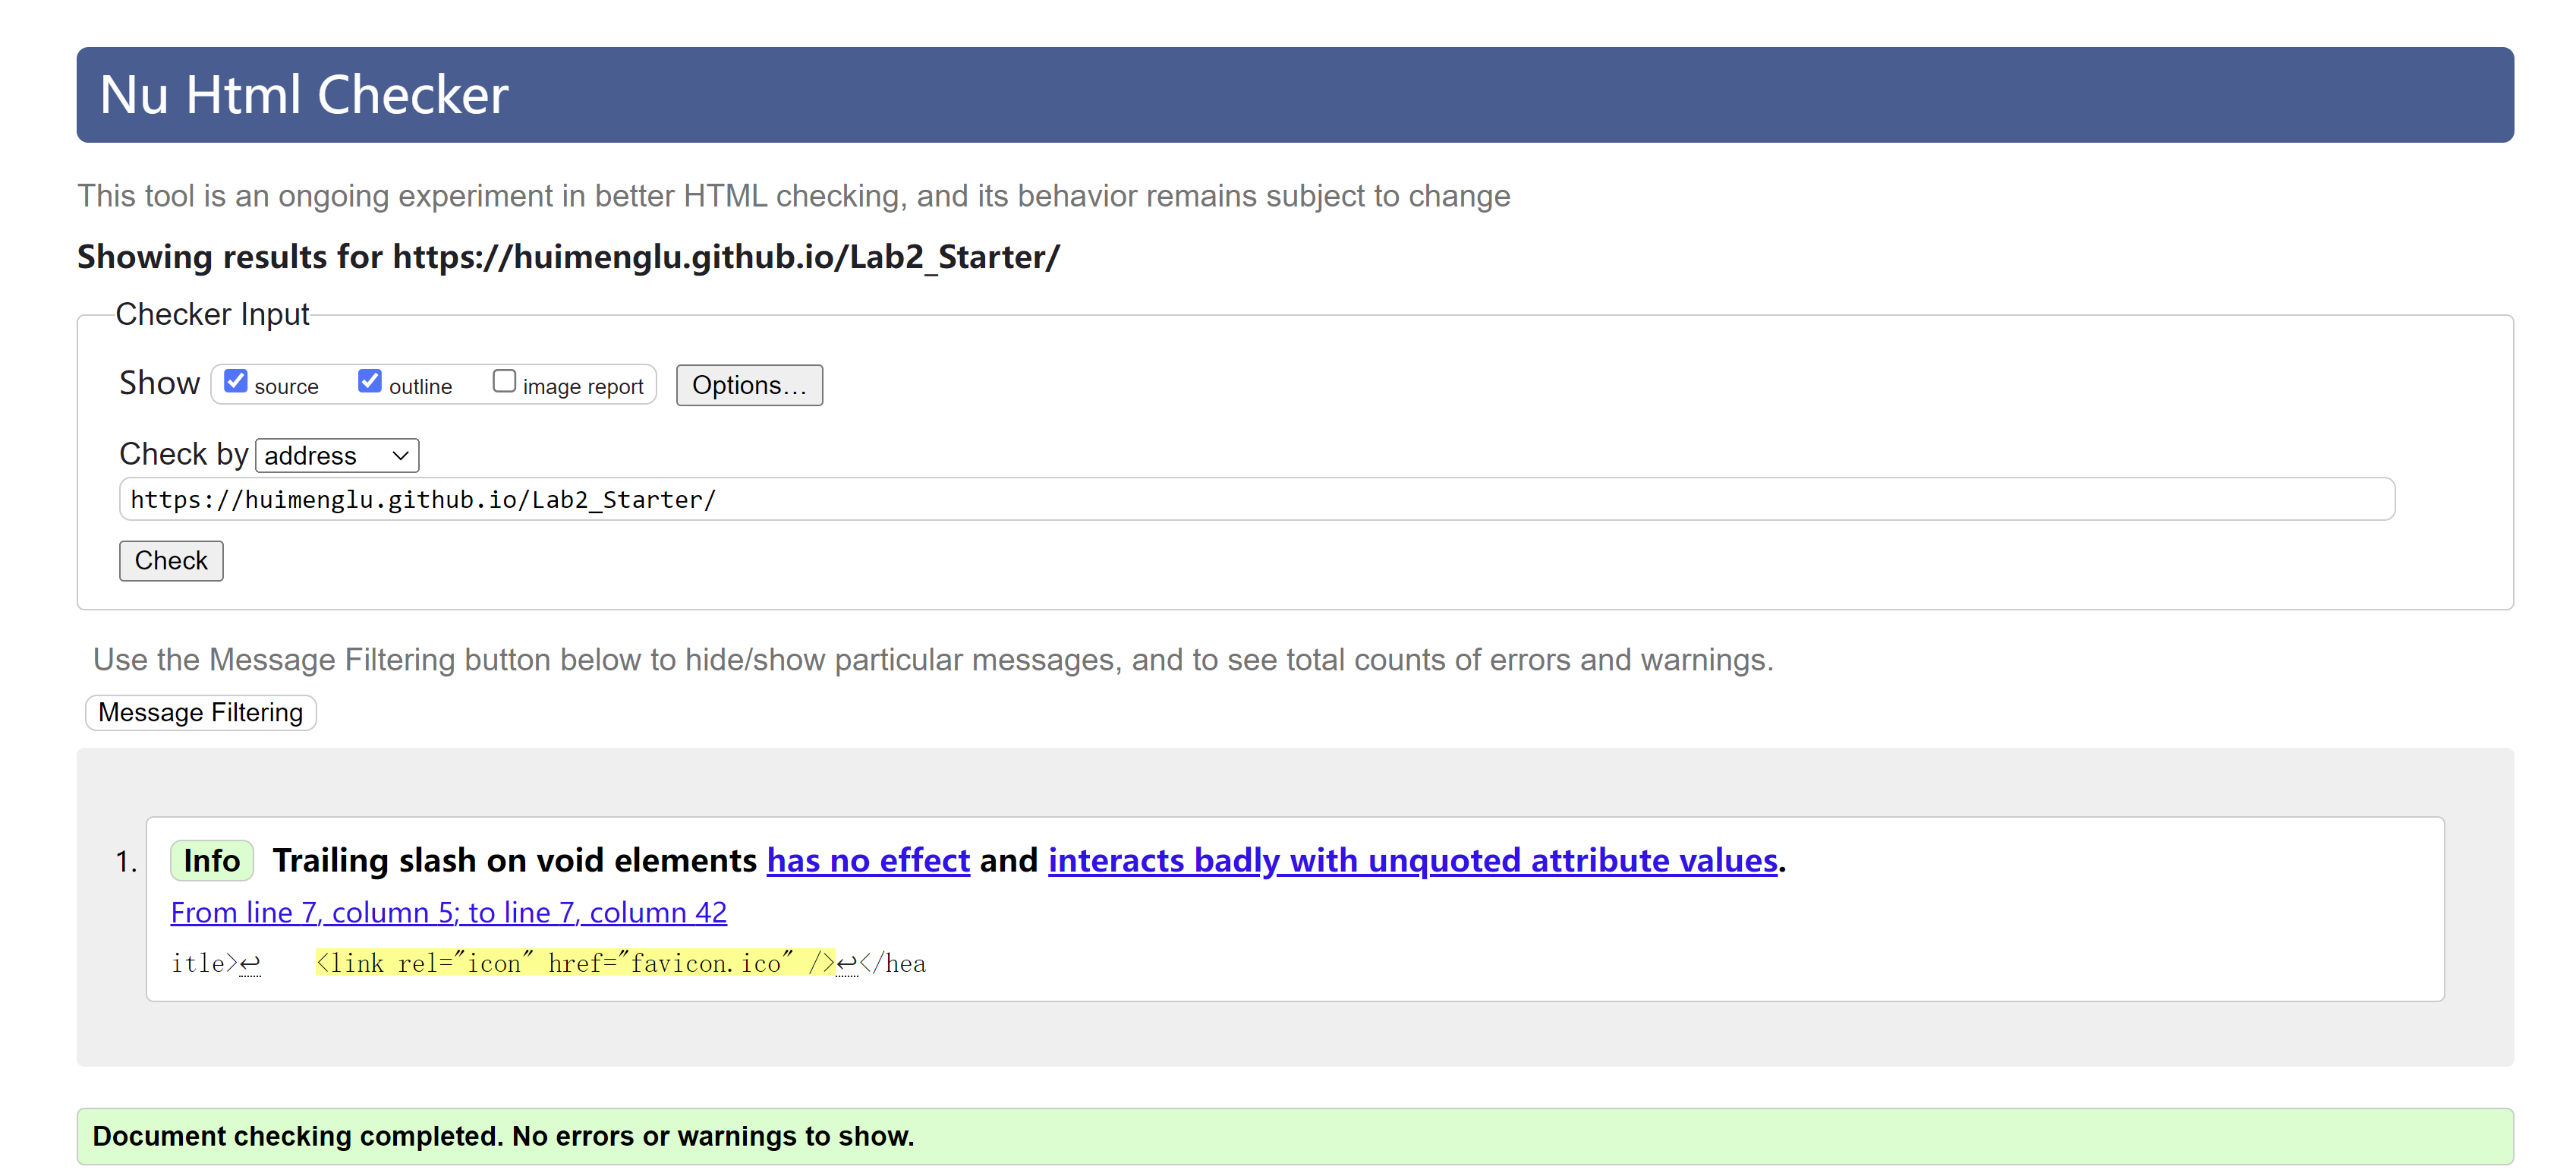 Nu Html Checker
This tool is an ongoing experiment in better HTML checking, and its behavior remains subject to change
Showing results for https://huimenglu.github.io/Lab2_Starter/
Checker Input
Show source outline image report Options...
Check by address
https://huimenglu.github.io/Lab2_Starter/
Check
Use the Message Filtering button below to hide/show particular messages, and to see total counts of errors and warnings.
Message Filtering
1. Info Trailing slash on void elements has no effect and interacts badly with unquoted attribute values.
From line 7, column 5; to line 7, column 42
itle>↩    <link rel="icon" href="favicon.ico" />↩</hea
Document checking completed. No errors or warnings to show.